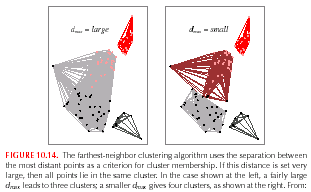 d_max = large
d_max = small
FIGURE 10.14. The farthest-neighbor clustering algorithm uses the separation between
the most distant points as a criterion for cluster membership. If this distance is set very
large, then all points lie in the same cluster. In the case shown at the left, a fairly large
d_max leads to three clusters; a smaller d_max gives four clusters, as shown at the right. From: